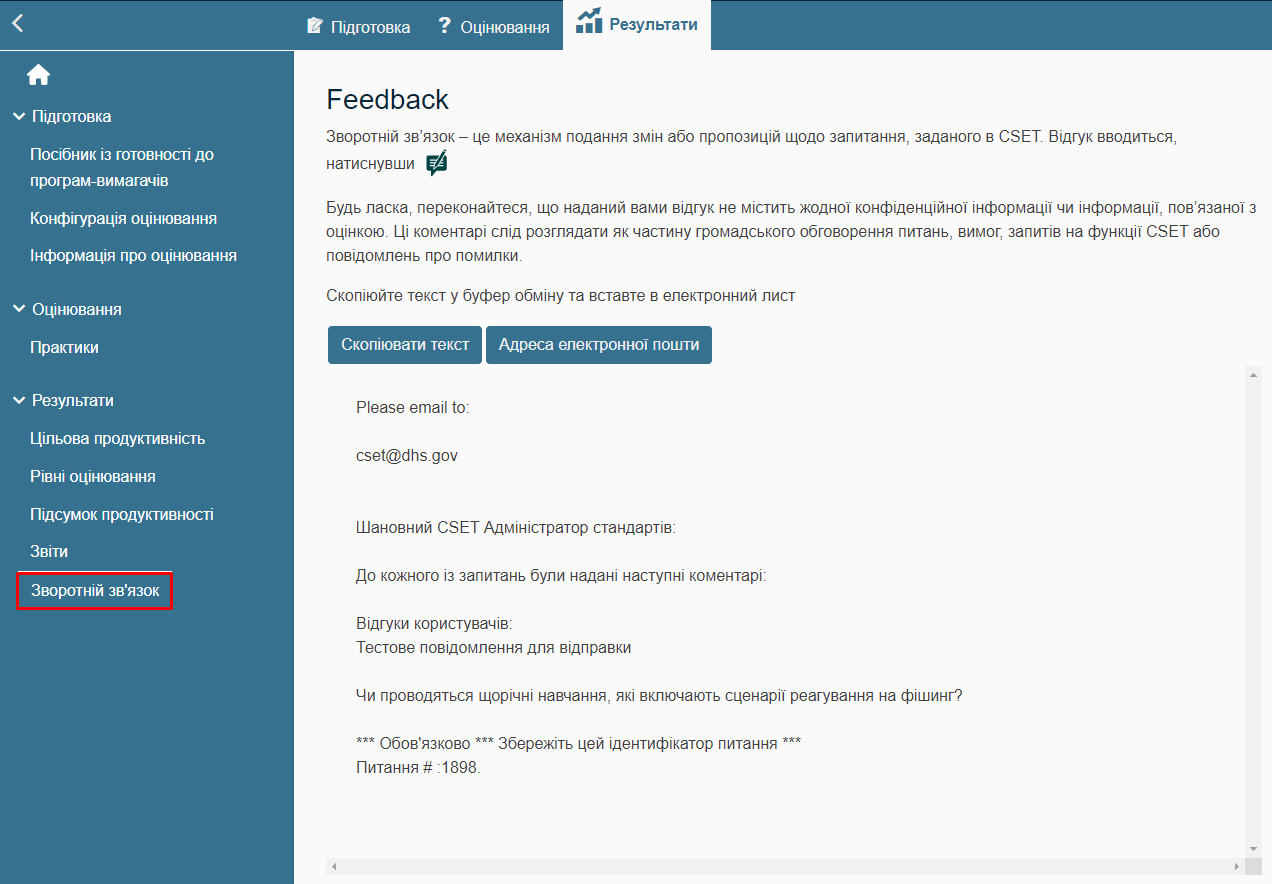 Підготовка
? Оцінювання
Результати
Підготовка
Посібник із готовності до
програм-вимагачів
Конфігурація оцінювання
Інформація про оцінювання
Оцінювання
Практики
Результати
Цільова продуктивність
Рівні оцінювання
Підсумок продуктивності
Звіти
Зворотній зв'язок
Feedback
Зворотній зв’язок – це механізм подання змін або пропозицій щодо запитання, заданого в CSET. Відгук вводиться,
натиснувши
Будь ласка, переконайтеся, що наданий вами відгук не містить жодної конфіденційної інформації чи інформації, пов’язаної з
оцінкою. Ці коментарі слід розглядати як частину громадського обговорення питань, вимог, запитів на функції CSET або
повідомлень про помилки.
Скопіюйте текст у буфер обміну та вставте в електронний лист
Скопіювати текст
Адреса електронної пошти
Please email to:
cset@dhs.gov
Шановний CSET Адміністратор стандартів:
До кожного із запитань були надані наступні коментарі:
Відгуки користувачів:
Тестове повідомлення для відправки
Чи проводяться щорічні навчання, які включають сценарії реагування на фішинг?
*** Обов'язково *** Збережіть цей ідентифікатор питання ***
Питання # :1898.